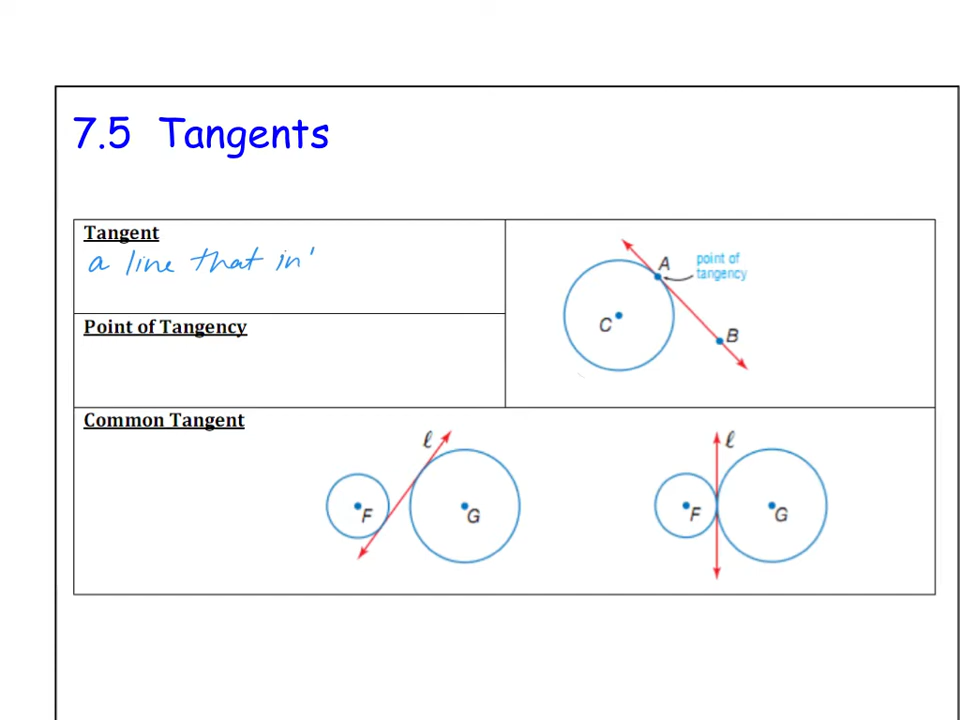 7.5 Tangents
Tangent
a line that in
A
point of
tangency
C
B
Point of Tangency
Common Tangent
ℓ
F
G
ℓ
F
G